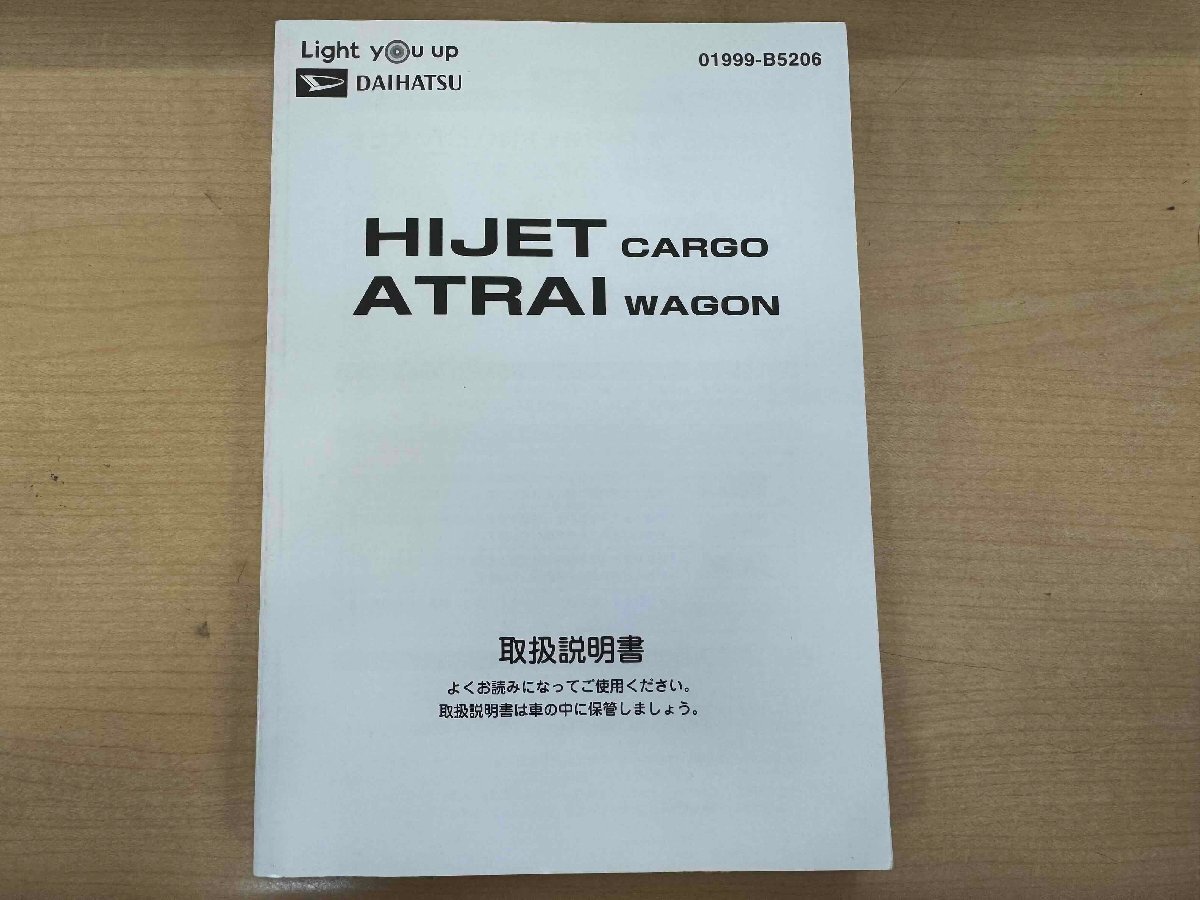 Light you up
DAIHATSU
01999-B5206
HIJET CARGO
ATRAI WAGON
取扱説明書
よくお読みになってご使用ください。
取扱説明書は車の中に保管しましょう。